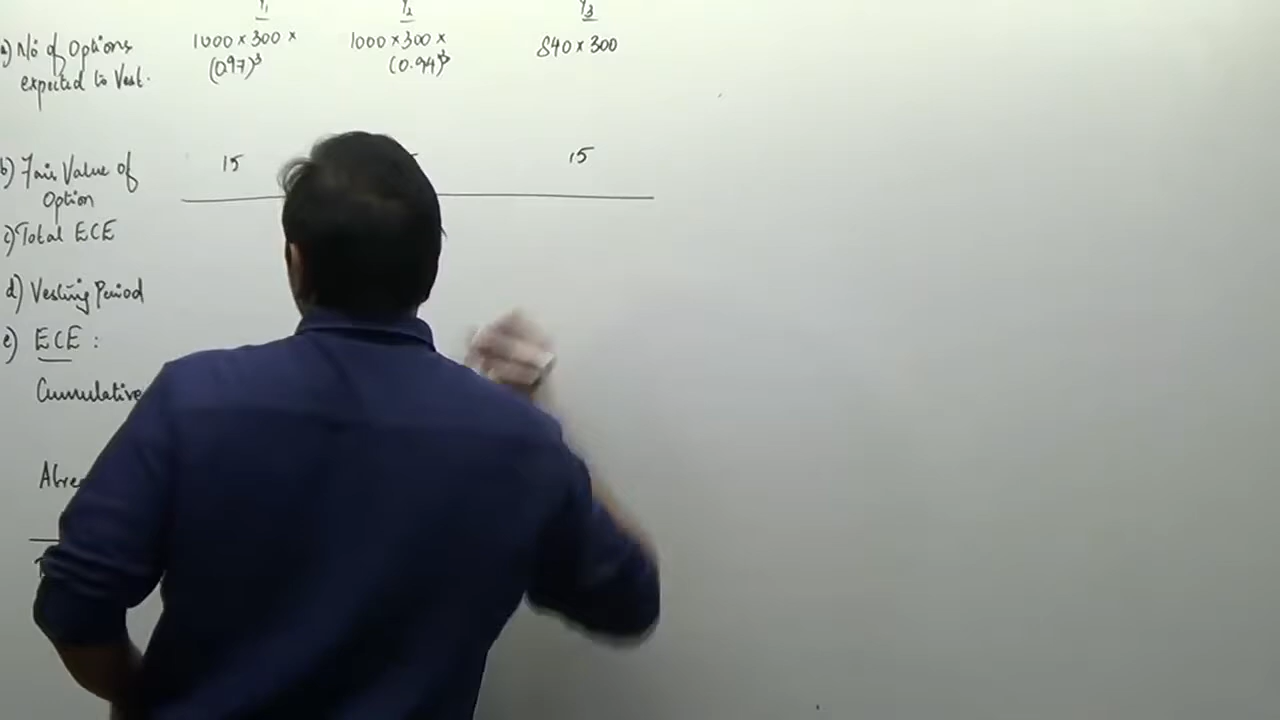 Y1 Y2 Y3
a) No of Options 1000 × 300 × 1000 × 300 × 840 × 300
expected to Vest. (0.97)³ (0.94)³
b) Fair Value of 15 15
Option
c) Total ECE
d) Vesting Period
e) ECE :
Cumulative